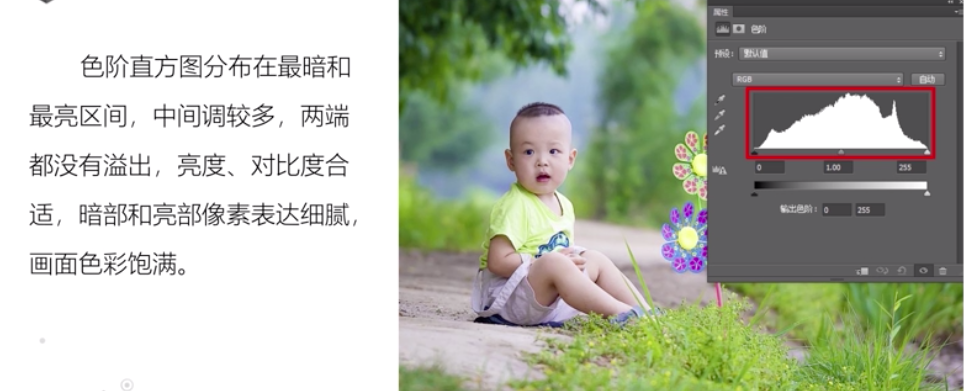 色阶直方图分布在最暗和
最亮区间，中间调较多，两端
都没有溢出，亮度、对比度合
适，暗部和亮部像素表达细腻，
画面色彩饱满。
属性
色阶
预设： 默认值
RGB 自动
0 1.00 255
输出色阶： 0 255